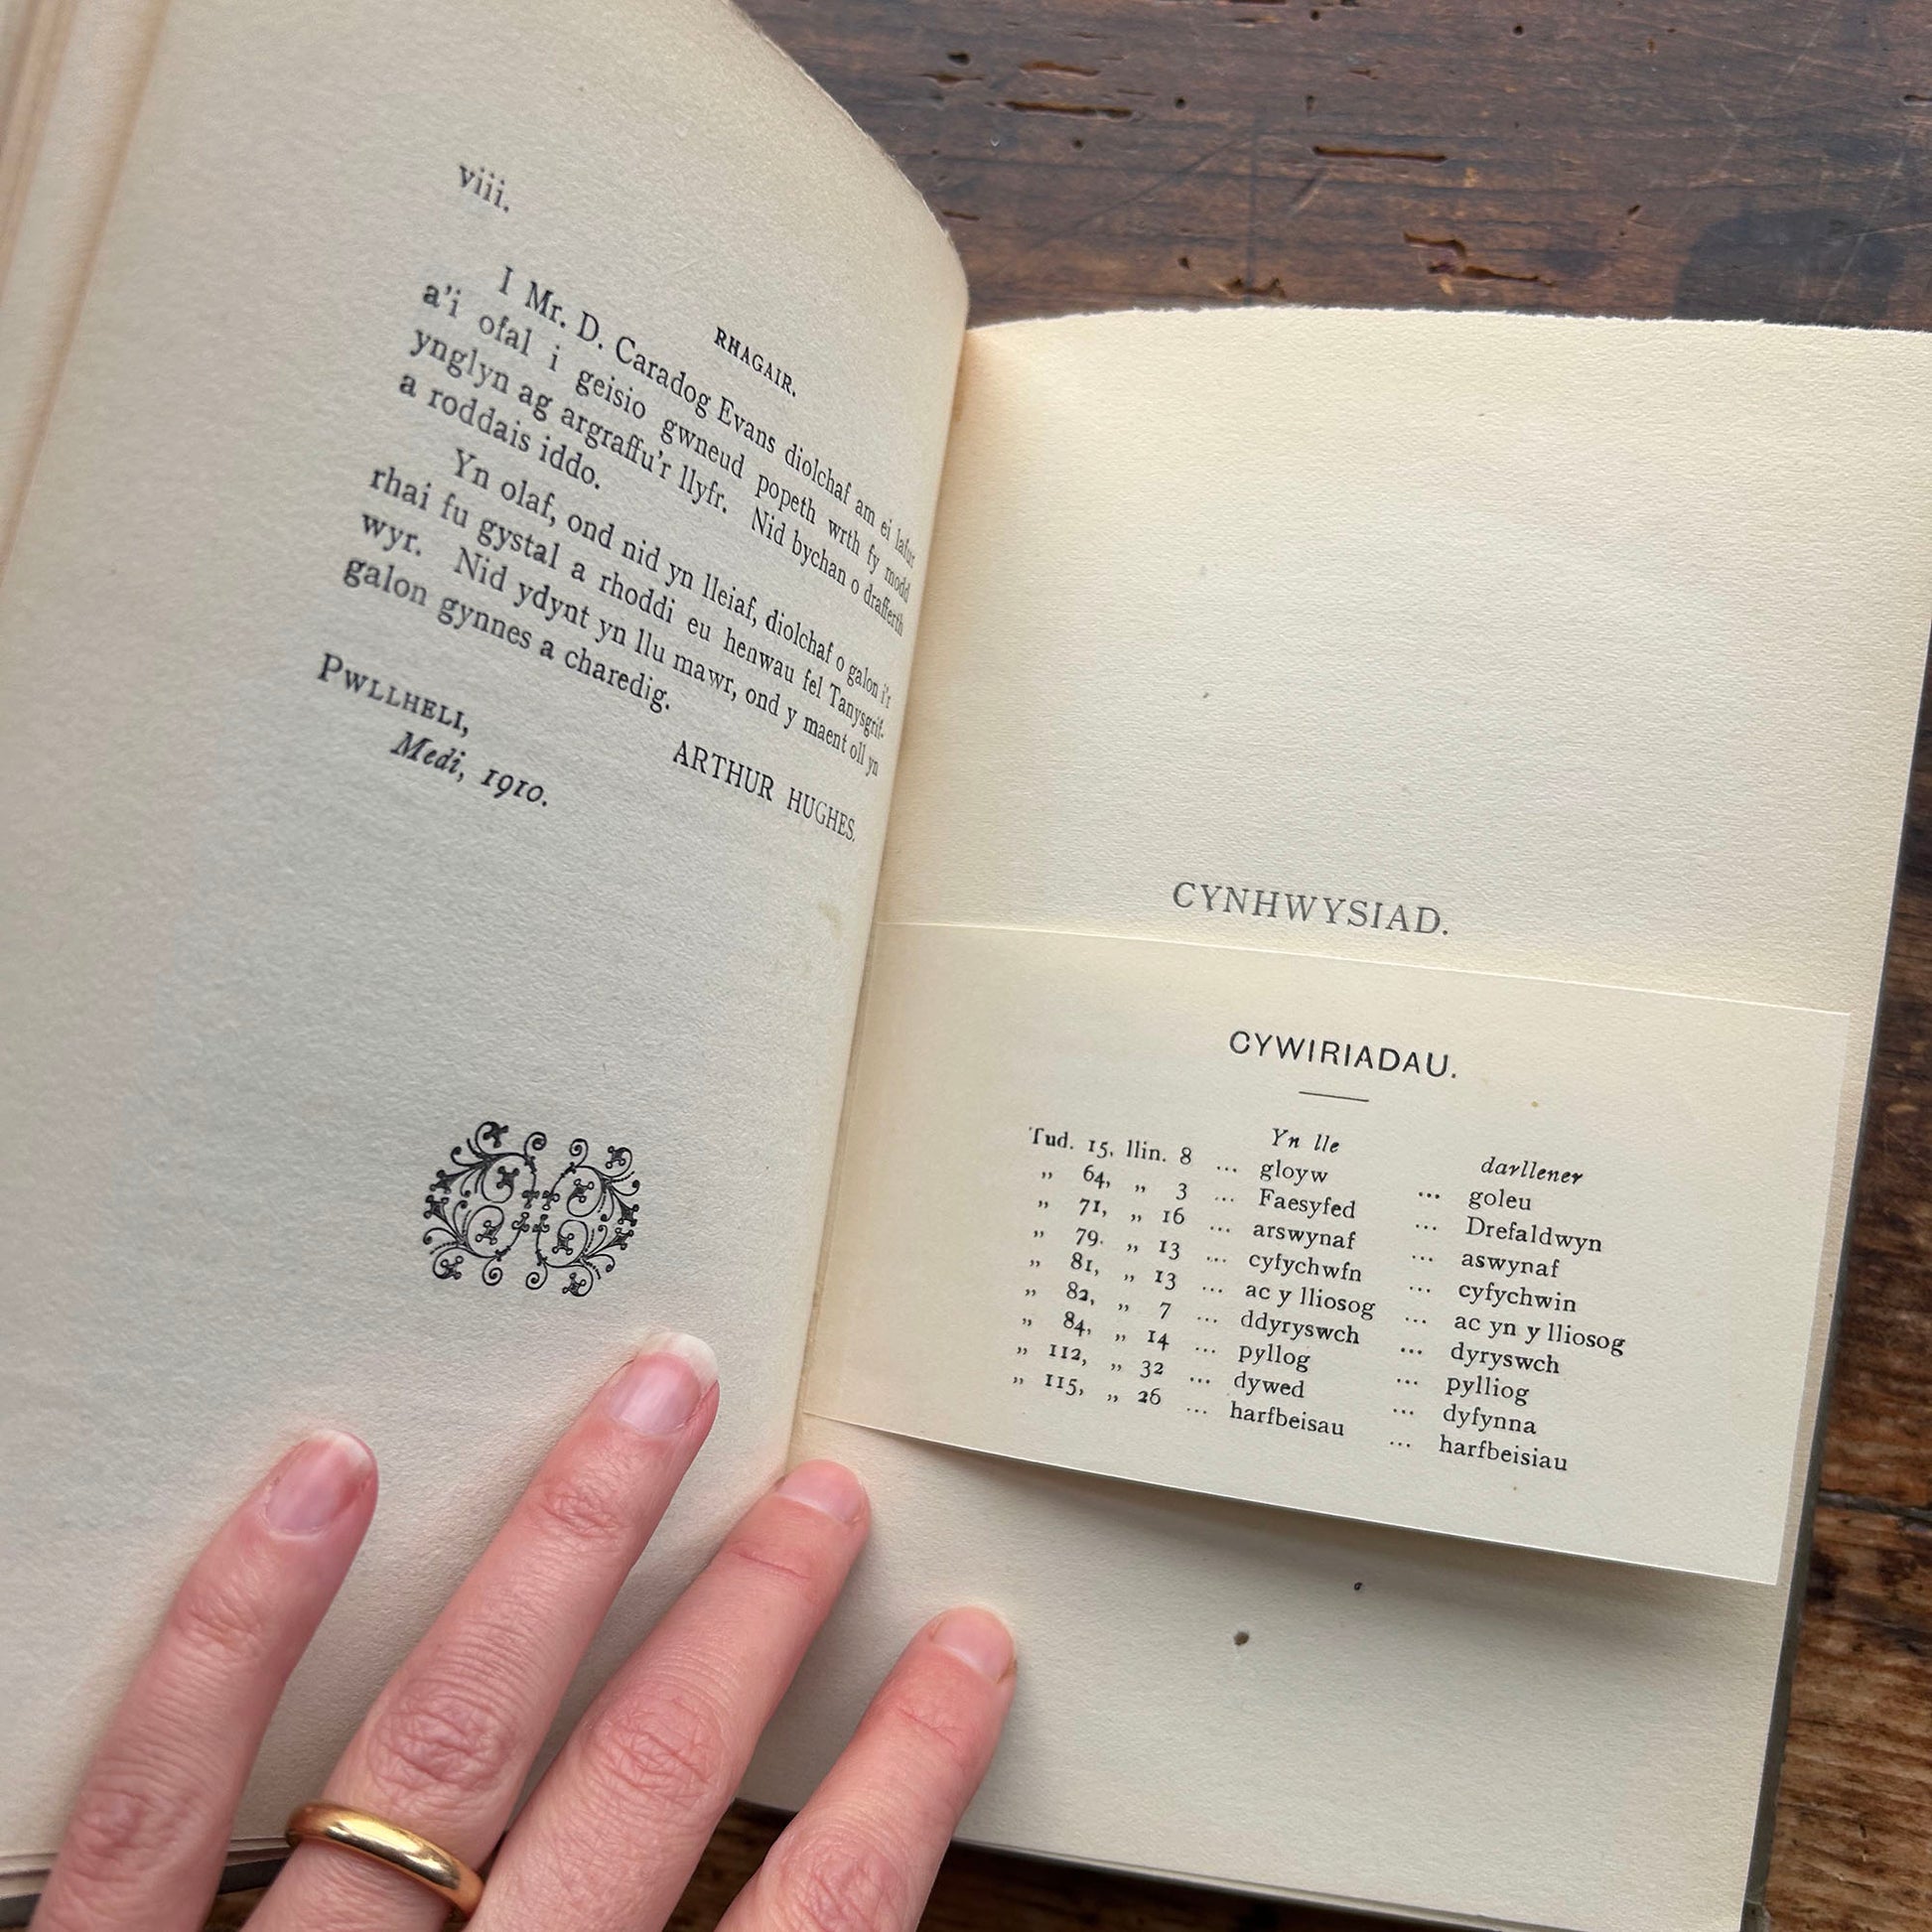 viii.
RHAGAIR.
I Mr. D. Caradog Evans diolchaf am ei lafur
a'i ofal i geisio gwneud popeth wrth fy modd
ynglyn ag argraffu'r llyfr. Nid bychan o drafferth
a roddais iddo.
Yn olaf, ond nid yn lleiaf, diolchaf o galon i'r
rhai fu gystal a rhoddi eu henwau fel Tanysgrif-
wyr. Nid ydynt yn llu mawr, ond y maent oll yn
galon gynnes a charedig.
ARTHUR HUGHES.
PWLLHELI,
Medi, 1910.
CYNHWYSIAD.
CYWIRIADAU.
Yn lle darllener
Tud. 15, llin. 8 ... gloyw ... goleu
„ 64, „ 3 ... Faesyfed ... Drefaldwyn
„ 71, „ 16 ... arswynaf ... aswynaf
„ 79. „ 13 ... cyfychwfn ... cyfychwin
„ 81, „ 13 ... ac y lliosog ... ac yn y lliosog
„ 82, „ 7 ... ddyryswch ... dyryswch
„ 84, „ 14 ... pyllog ... pylliog
„ 112, „ 32 ... dywed ... dyfynna
„ 115, „ 26 ... harfbeisau ... harfbeisiau